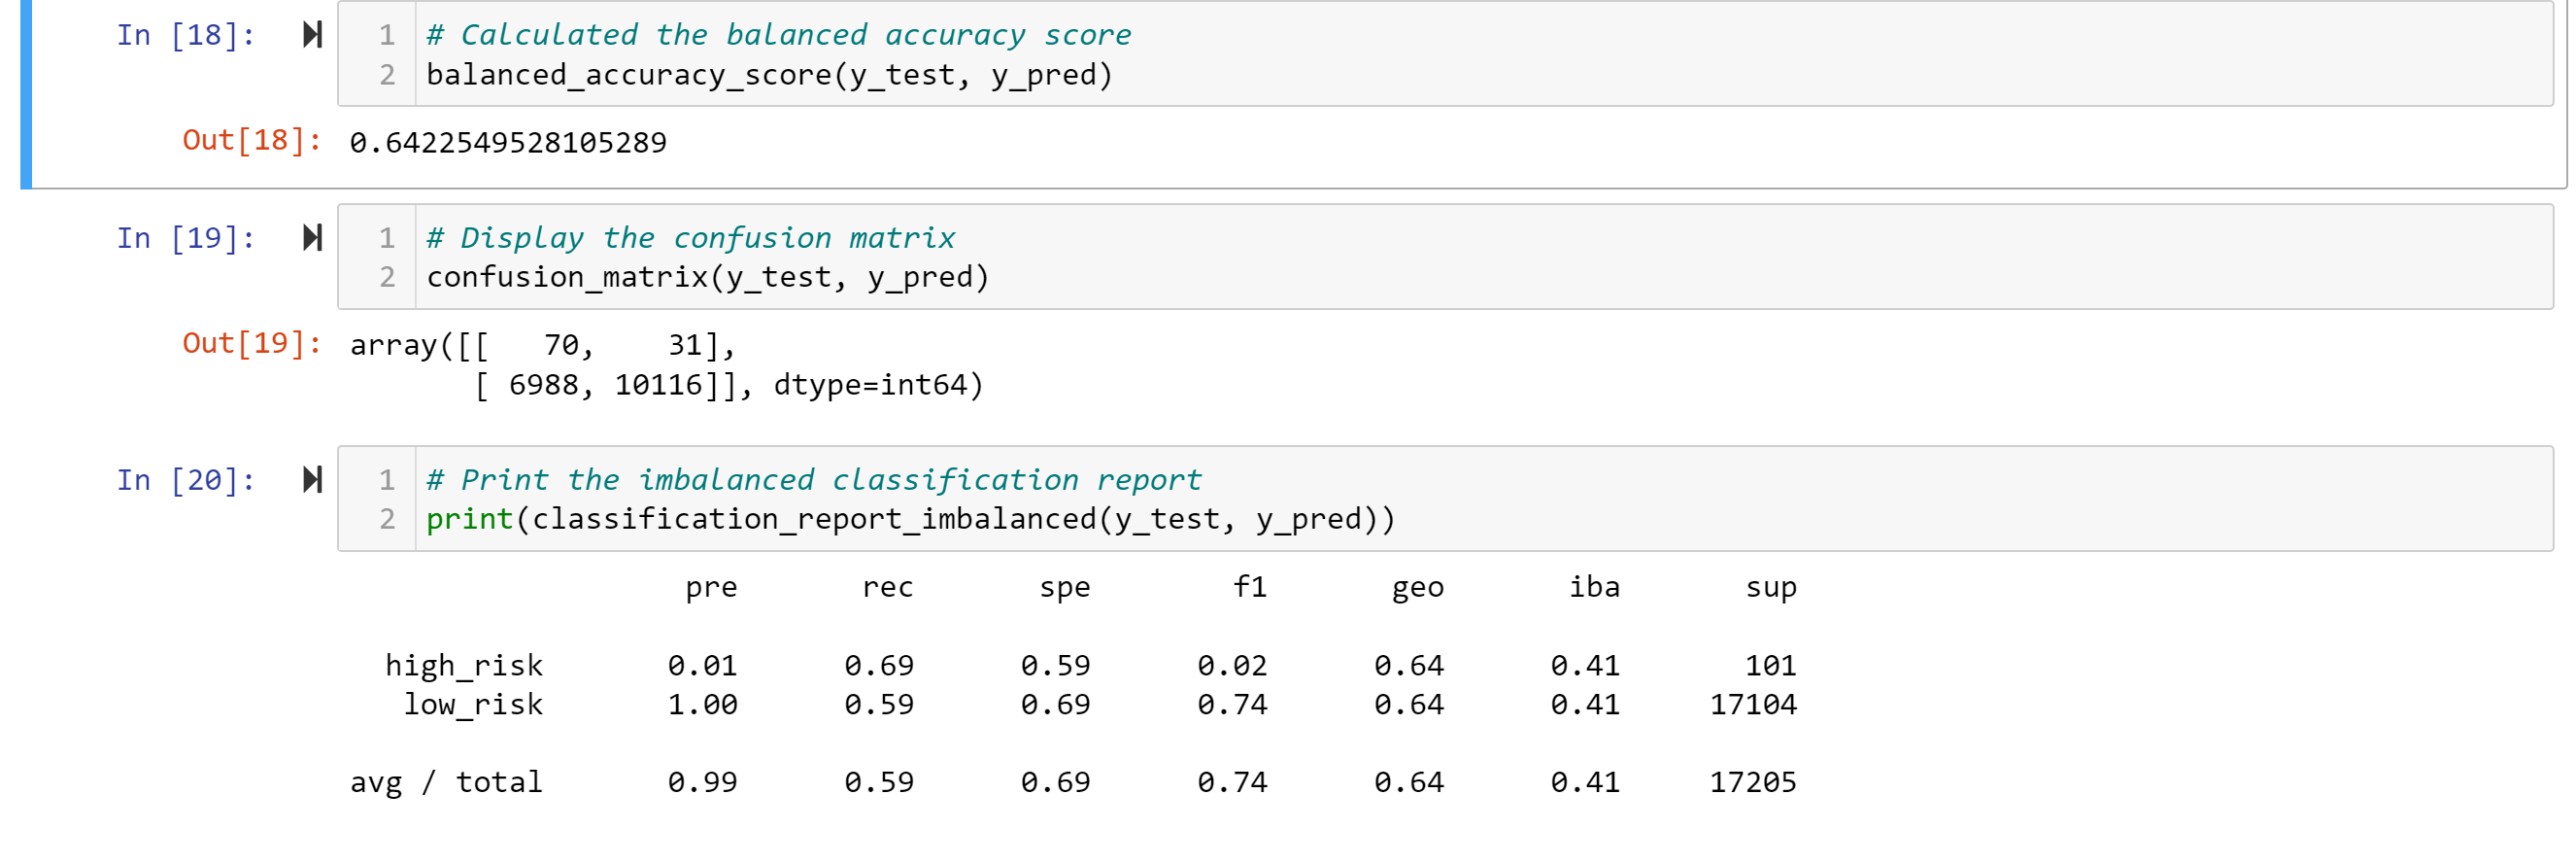 In [18]: 1 # Calculated the balanced accuracy score
2 balanced_accuracy_score(y_test, y_pred)
Out[18]: 0.6422549528105289
In [19]: 1 # Display the confusion matrix
2 confusion_matrix(y_test, y_pred)
Out[19]: array([[   70,    31],
       [ 6988, 10116]], dtype=int64)
In [20]: 1 # Print the imbalanced classification report
2 print(classification_report_imbalanced(y_test, y_pred))
pre rec spe f1 geo iba sup
high_risk 0.01 0.69 0.59 0.02 0.64 0.41 101
low_risk 1.00 0.59 0.69 0.74 0.64 0.41 17104
avg / total 0.99 0.59 0.69 0.74 0.64 0.41 17205